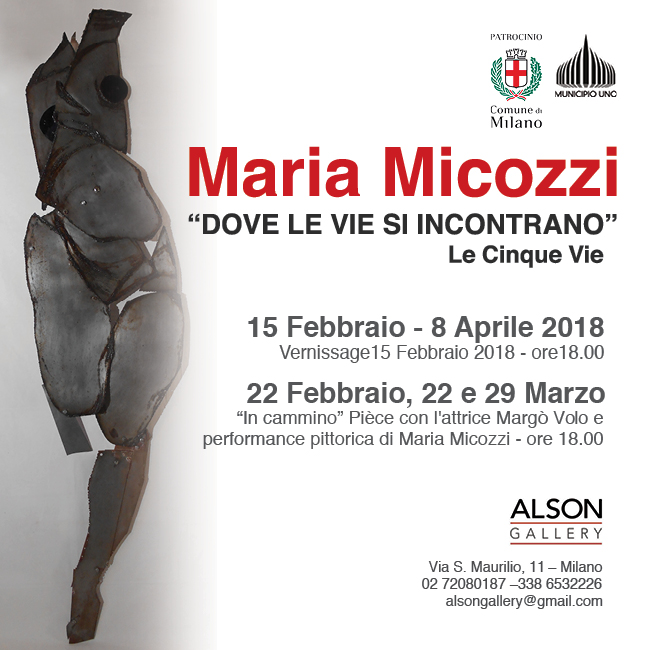 PATROCINIO
Comune di
Milano
MUNICIPIO UNO
Maria Micozzi
“DOVE LE VIE SI INCONTRANO”
Le Cinque Vie
15 Febbraio - 8 Aprile 2018
Vernissage15 Febbraio 2018 - ore18.00
22 Febbraio, 22 e 29 Marzo
“In cammino” Pièce con l'attrice Margò Volo e
performance pittorica di Maria Micozzi - ore 18.00
ALSON
GALLERY
Via S. Maurilio, 11 – Milano
02 72080187 –338 6532226
alsongallery@gmail.com